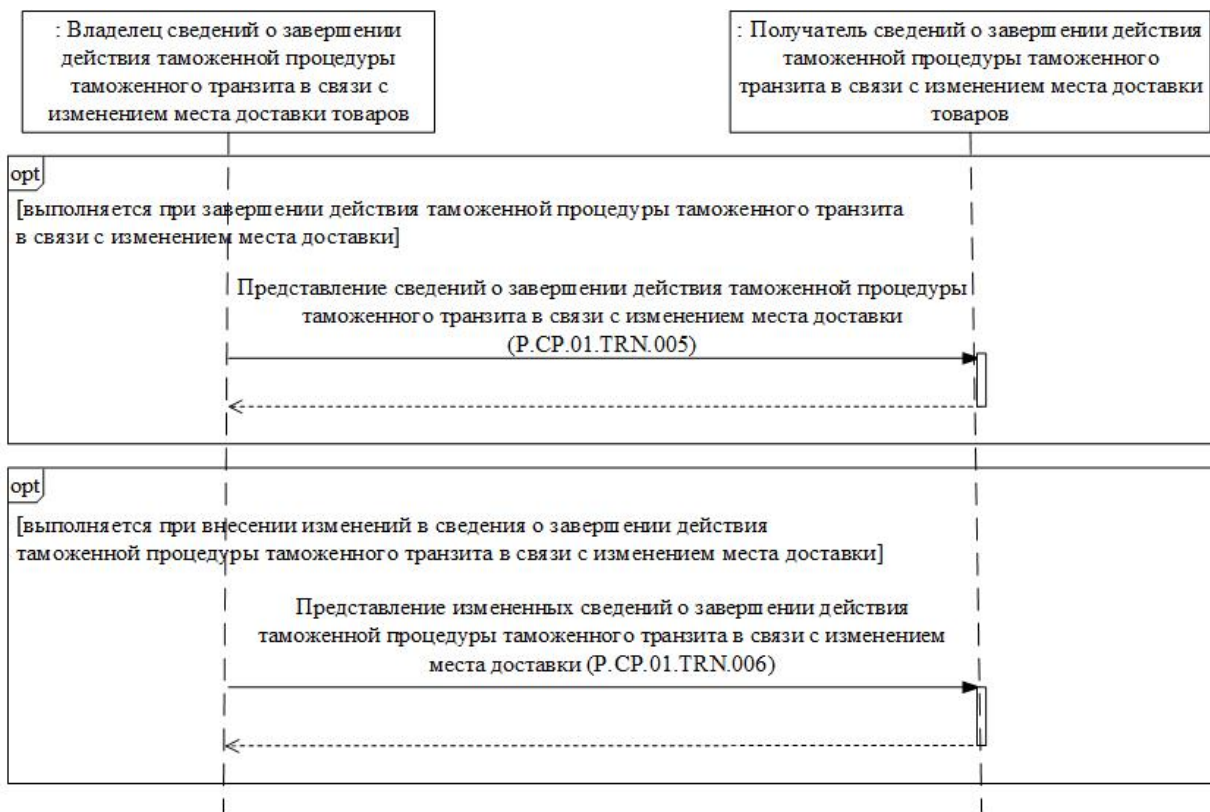 : Владелец сведений о завершении
действия таможенной процедуры
таможенного транзита в связи с
изменением места доставки товаров
: Получатель сведений о завершении действия
таможенной процедуры таможенного
транзита в связи с изменением места доставки
товаров
opt
[выполняется при завершении действия таможенной процедуры таможенного транзита
в связи с изменением места доставки]
Представление сведений о завершении действия таможенной процедуры
таможенного транзита в связи с изменением места доставки
(P.CP.01.TRN.005)
opt
[выполняется при внесении изменений в сведения о завершении действия
таможенной процедуры таможенного транзита в связи с изменением места доставки]
Представление измененных сведений о завершении действия
таможенной процедуры таможенного транзита в связи с изменением
места доставки (P.CP.01.TRN.006)